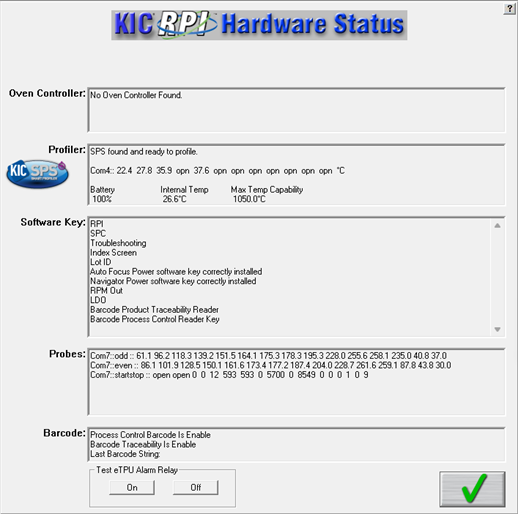 ?
KIC RPI Hardware Status
Oven Controller:
No Oven Controller Found.
Profiler:
SPS found and ready to profile.
Com4:: 22.4 27.8 35.9 opn 37.6 opn opn opn opn opn opn opn °C
KIC SPS
Battery Internal Temp Max Temp Capability
100% 26.6°C 1050.0°C
Software Key:
RPI
SPC
Troubleshooting
Index Screen
Lot ID
Auto Focus Power software key correctly installed
Navigator Power software key correctly installed
RPM Out
LDO
Barcode Product Traceability Reader
Barcode Process Control Reader Key
Probes:
Com7::odd :: 61.1 96.2 118.3 139.2 151.5 164.1 175.3 178.3 195.3 228.0 255.6 258.1 235.0 40.8 37.0
Com7::even :: 86.1 101.9 128.5 150.1 161.6 173.4 177.2 187.4 204.0 228.7 261.6 259.1 87.8 43.8 30.0
Com7::startstop :: open open 0 0 12 593 593 0 5700 0 8549 0 0 0 1 0 9
Barcode:
Process Control Barcode Is Enable
Barcode Traceability Is Enable
Last Barcode String:
Test eTPU Alarm Relay
On Off